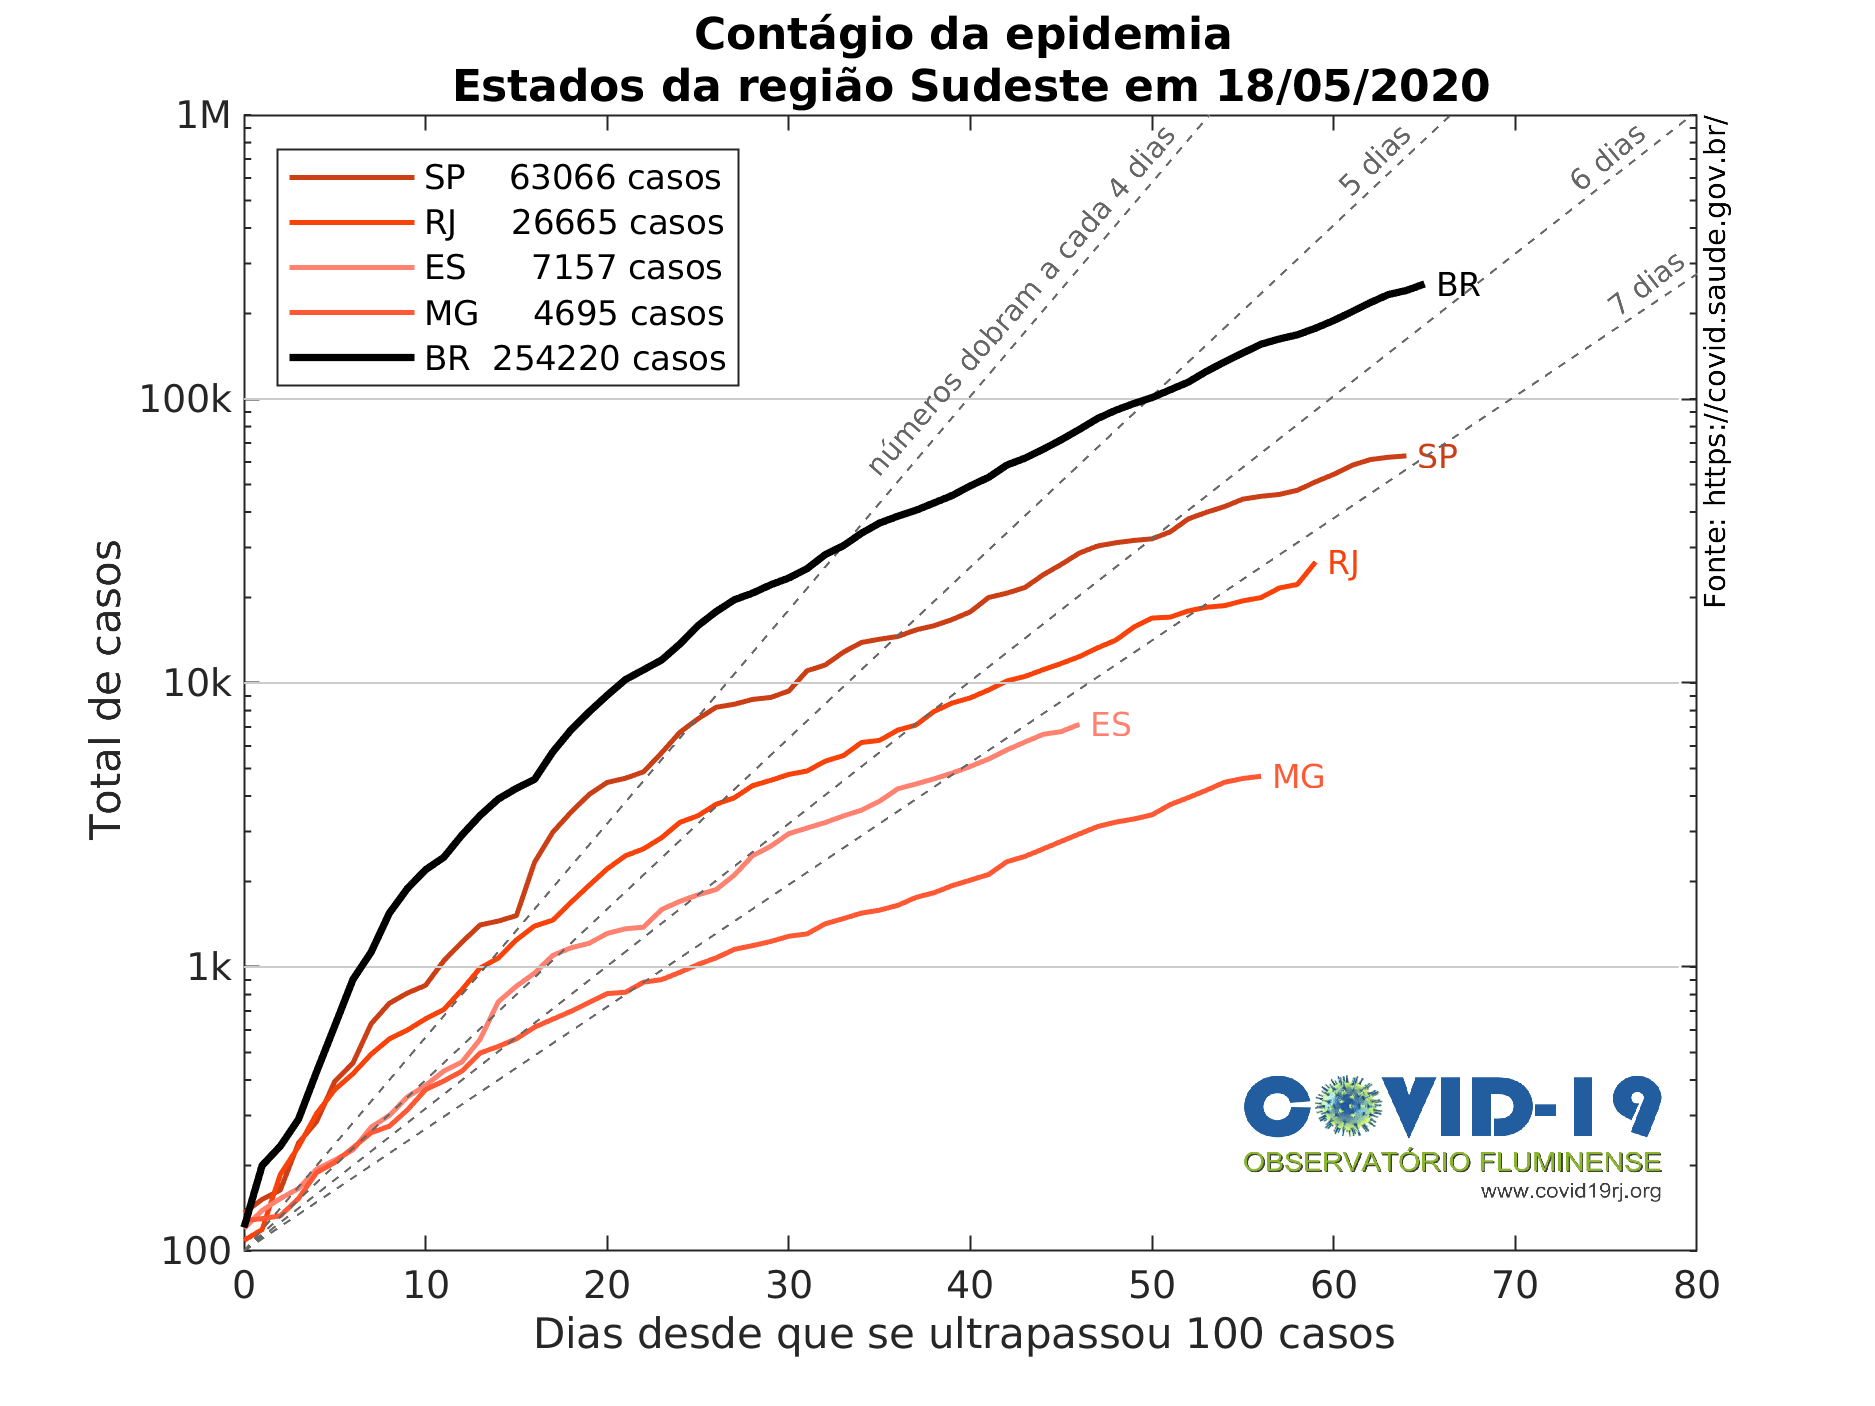 Contágio da epidemia
Estados da região Sudeste em 18/05/2020
1M
100k
10k
1k
100
Total de casos
SP 63066 casos
RJ 26665 casos
ES 7157 casos
MG 4695 casos
BR 254220 casos
números dobram a cada 4 dias
5 dias
6 dias
7 dias
BR
SP
RJ
ES
MG
Fonte: https://covid.saude.gov.br/
COVID-19
OBSERVATÓRIO FLUMINENSE
www.covid19rj.org
0 10 20 30 40 50 60 70 80
Dias desde que se ultrapassou 100 casos